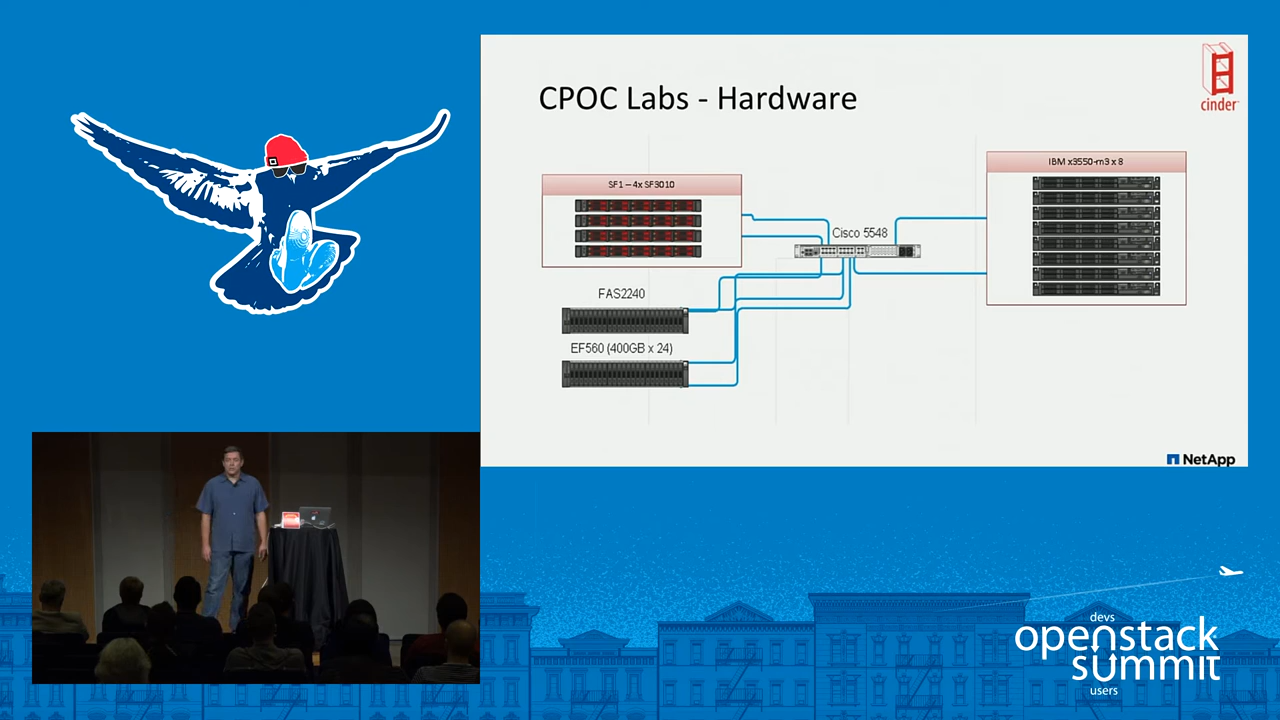 CPOC Labs - Hardware
cinder
SF1 – 4x SF3010
IBM x3550-m3 x 8
Cisco 5548
FAS2240
EF560 (400GB x 24)
NetApp
devs
openstack
summit
users